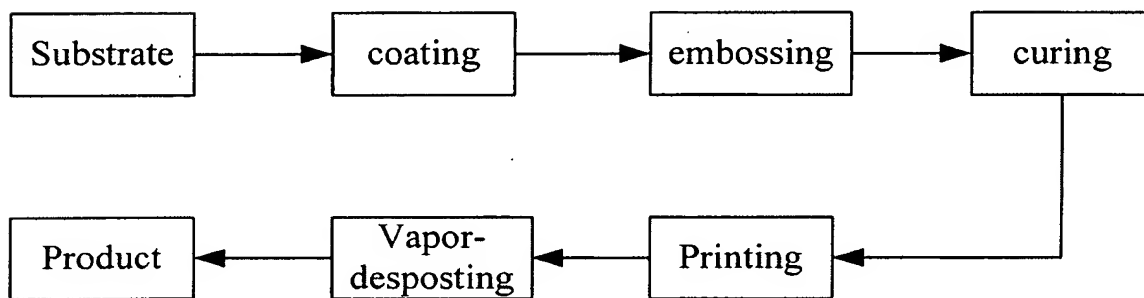 Substrate
coating
embossing
curing
Printing
Vapor-
desposting
Product